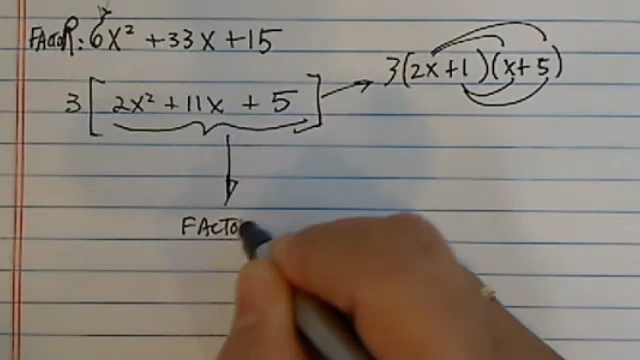 FACTOR: 6x² + 33x + 15
3 [ 2x² + 11x + 5 ] → 3(2x + 1)(x + 5)
FACTO